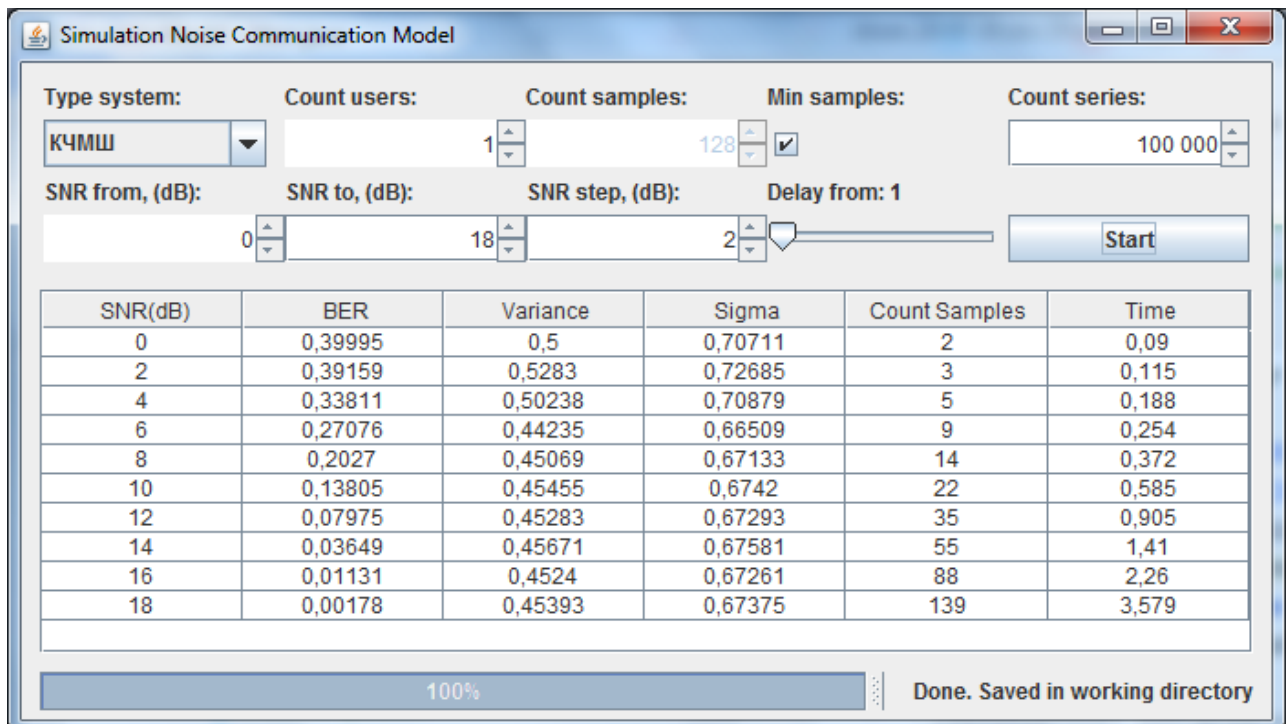 Simulation Noise Communication Model
Type system: Count users: Count samples: Min samples: Count series:
КЧМШ 1 128 100 000
SNR from, (dB): SNR to, (dB): SNR step, (dB): Delay from: 1
0 18 2 Start
SNR(dB) BER Variance Sigma Count Samples Time
0 0,39995 0,5 0,70711 2 0,09
2 0,39159 0,5283 0,72685 3 0,115
4 0,33811 0,50238 0,70879 5 0,188
6 0,27076 0,44235 0,66509 9 0,254
8 0,2027 0,45069 0,67133 14 0,372
10 0,13805 0,45455 0,6742 22 0,585
12 0,07975 0,45283 0,67293 35 0,905
14 0,03649 0,45671 0,67581 55 1,41
16 0,01131 0,4524 0,67261 88 2,26
18 0,00178 0,45393 0,67375 139 3,579
100% Done. Saved in working directory